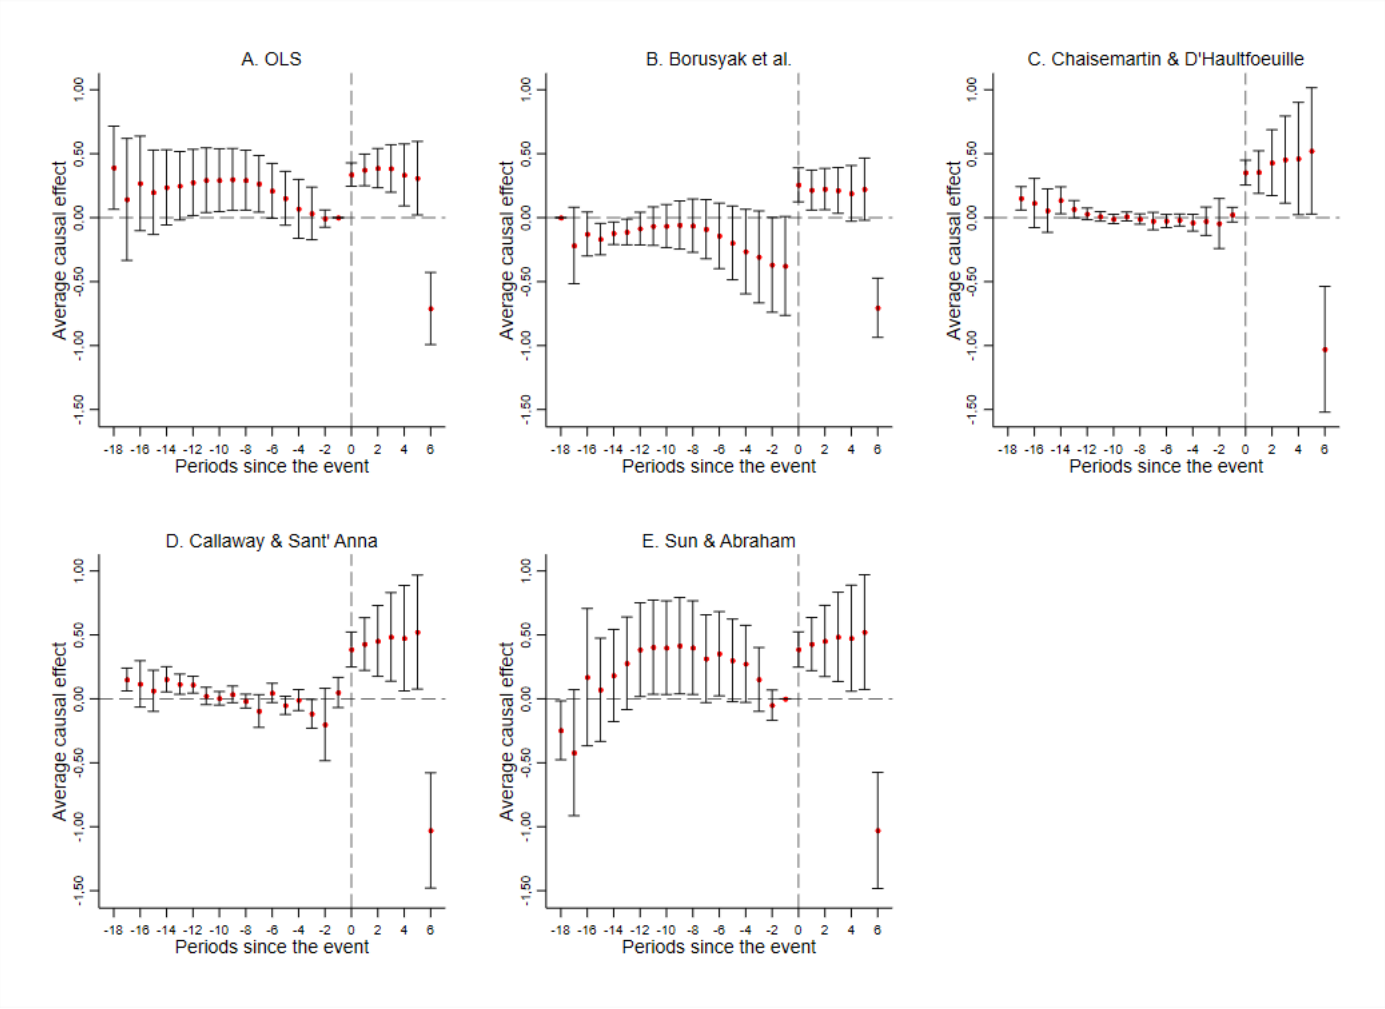 A. OLS
B. Borusyak et al.
C. Chaisemartin & D'Haultfoeuille
Average causal effect
1.00
0.50
0.00
-0.50
-1.00
-1.50
-18 -16 -14 -12 -10 -8 -6 -4 -2 0 2 4 6
Periods since the event
Average causal effect
1.00
0.50
0.00
-0.50
-1.00
-1.50
-18 -16 -14 -12 -10 -8 -6 -4 -2 0 2 4 6
Periods since the event
Average causal effect
1.00
0.50
0.00
-0.50
-1.00
-1.50
-18 -16 -14 -12 -10 -8 -6 -4 -2 0 2 4 6
Periods since the event
D. Callaway & Sant' Anna
E. Sun & Abraham
Average causal effect
1.00
0.50
0.00
-0.50
-1.00
-1.50
-18 -16 -14 -12 -10 -8 -6 -4 -2 0 2 4 6
Periods since the event
Average causal effect
1.00
0.50
0.00
-0.50
-1.00
-1.50
-18 -16 -14 -12 -10 -8 -6 -4 -2 0 2 4 6
Periods since the event